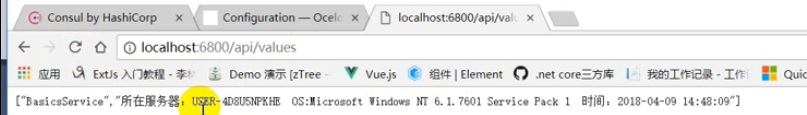 Consul by HashiCorp
Configuration — Ocelo
localhost:6800/api/valu
localhost:6800/api/values
应用 ExtJs 入门教程 - 李 Demo 演示 [zTree - Vue.js 组件 | Element .net core三方库 我的工作记录 - 工作 Quic
["BasicsService","所在服务器：USER-4D8U5NPKHE OS:Microsoft Windows NT 6.1.7601 Service Pack 1 时间：2018-04-09 14:48:09"]